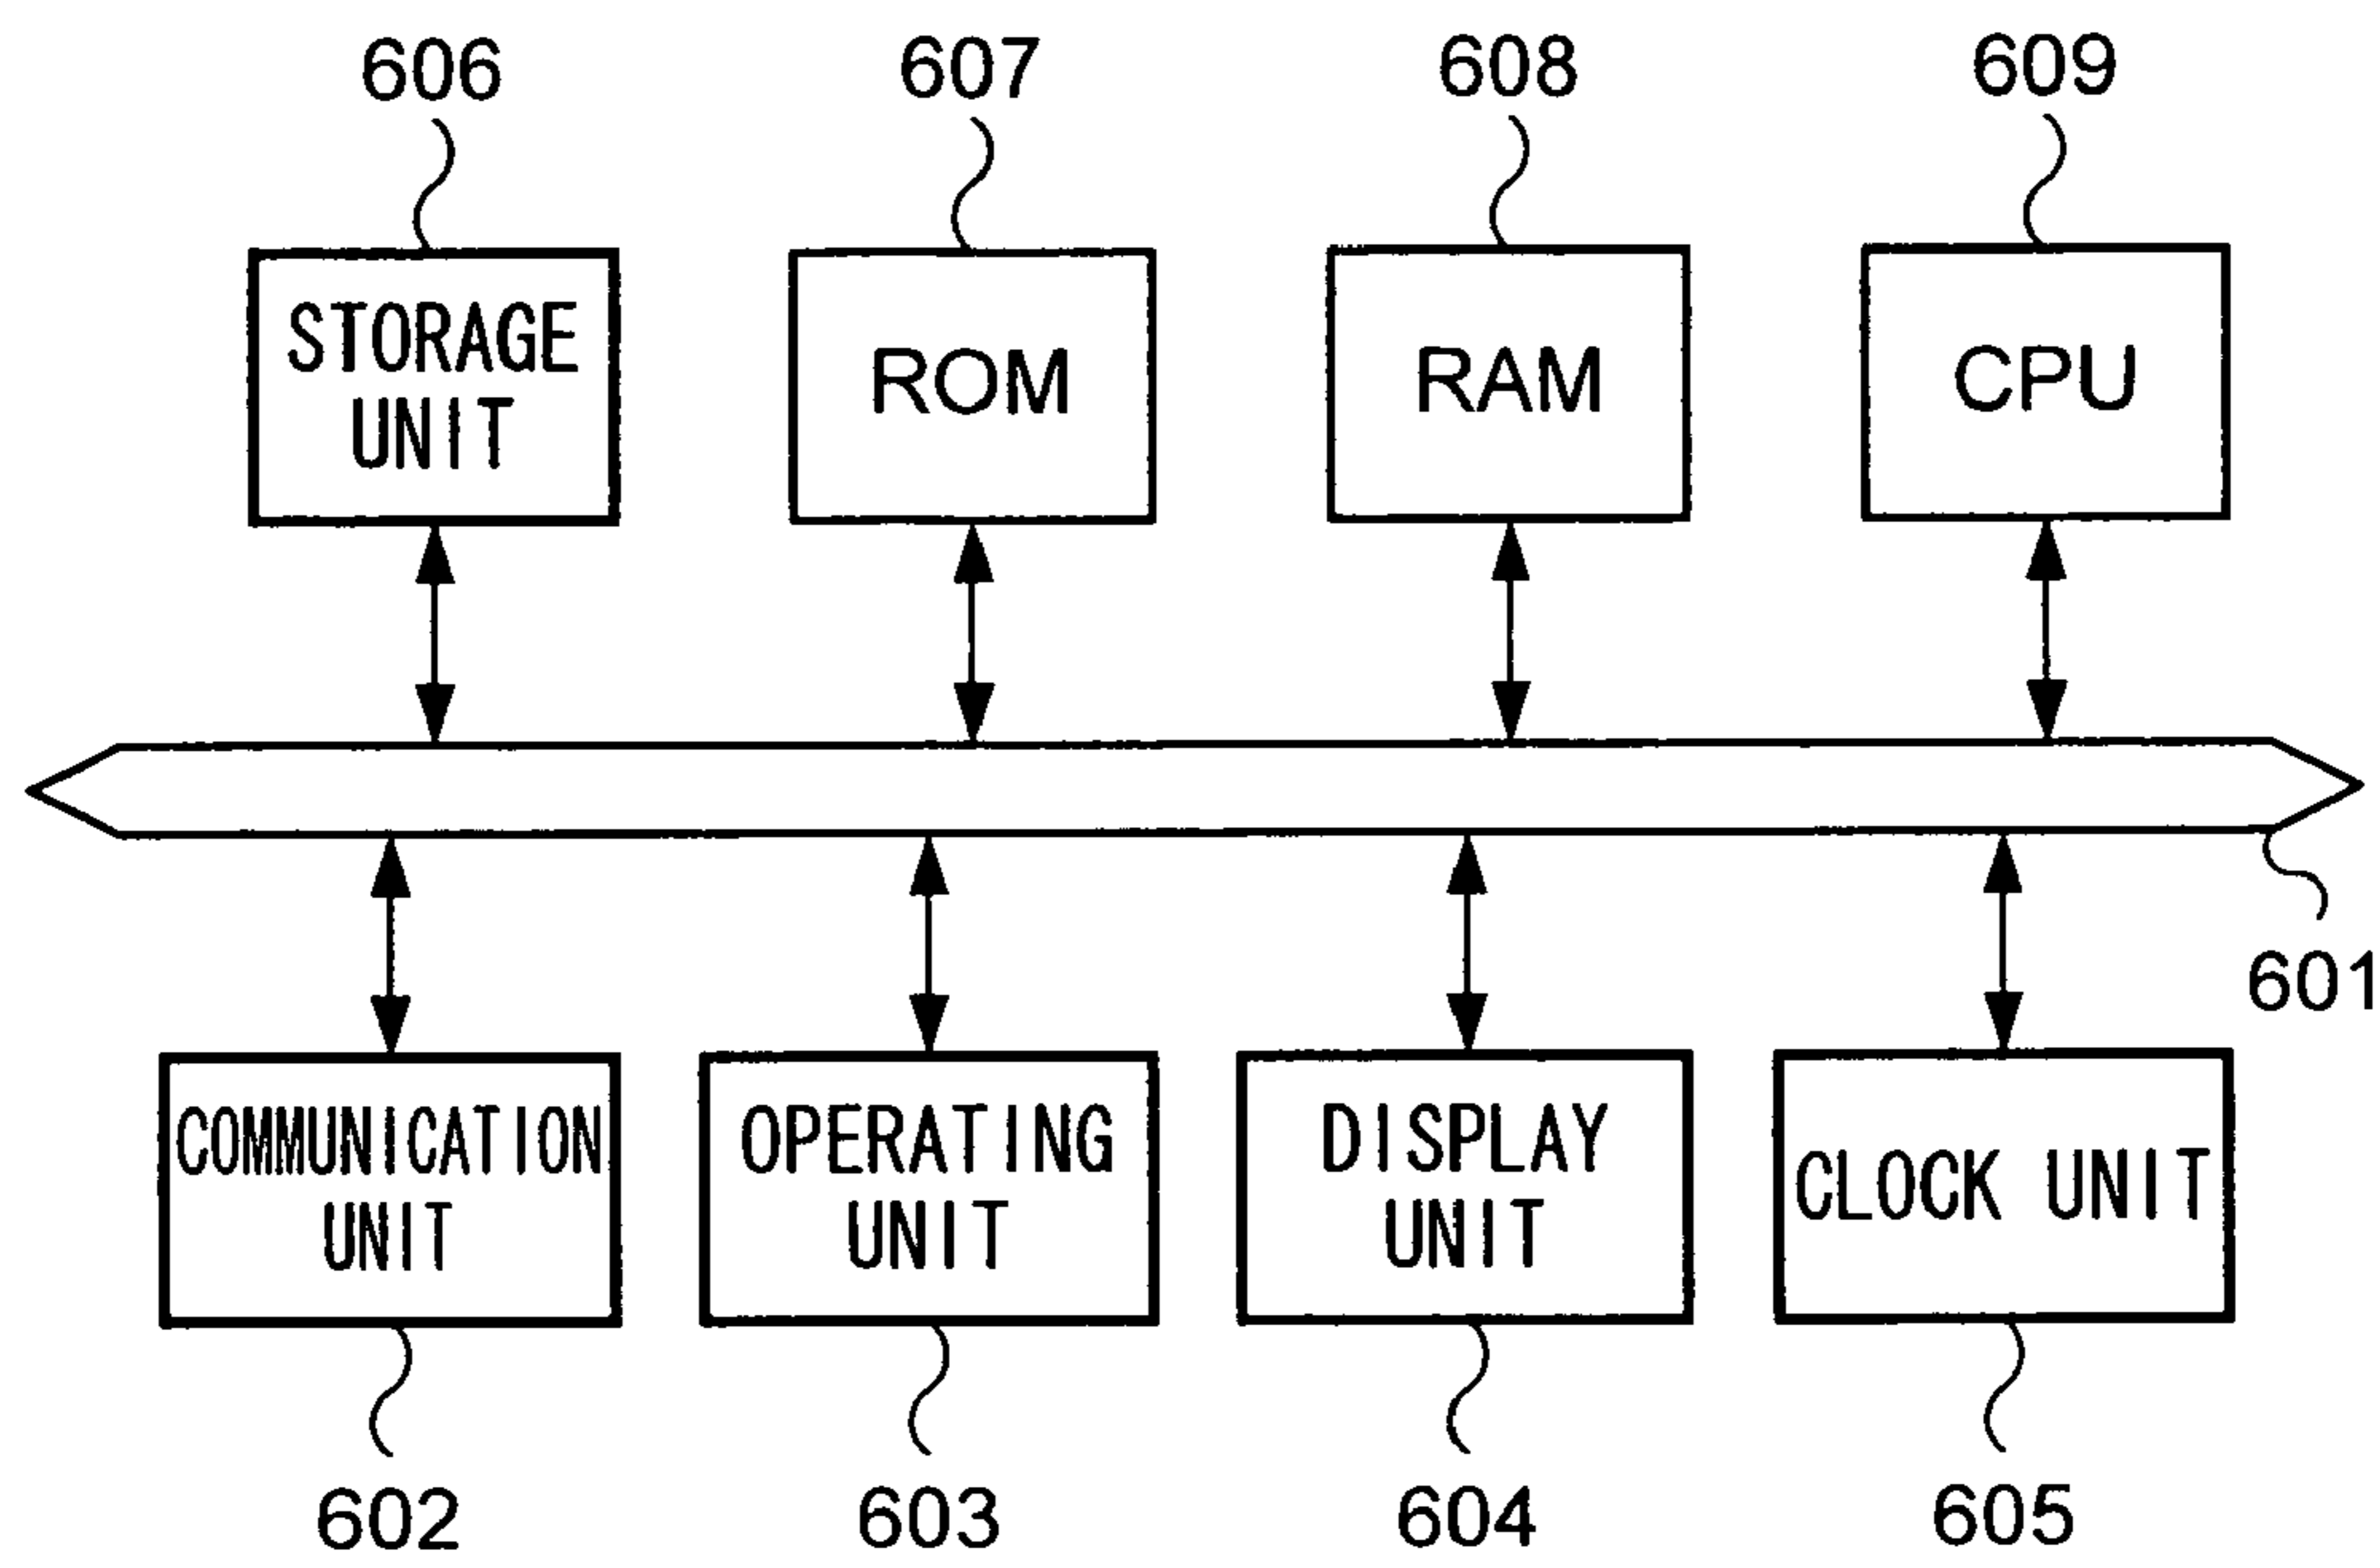 606
607
608
609
STORAGE
UNIT
ROM
RAM
CPU
601
COMMUNICATION
UNIT
OPERATING
UNIT
DISPLAY
UNIT
CLOCK UNIT
602
603
604
605